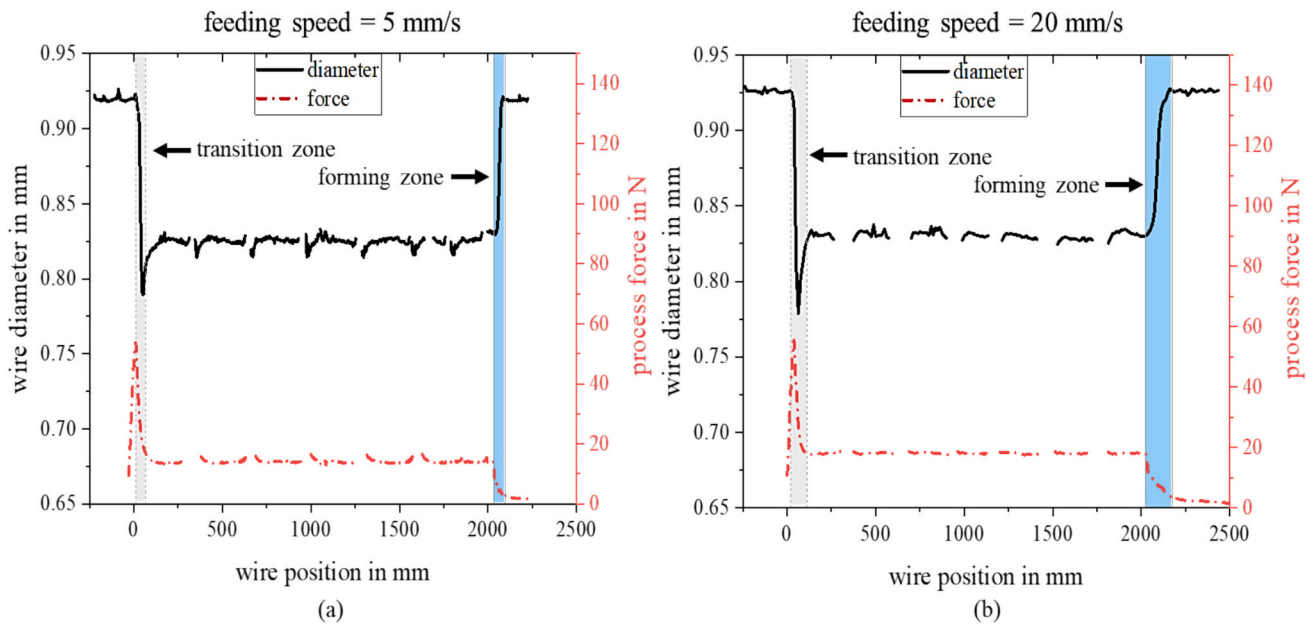 feeding speed = 5 mm/s
0.95
0.90
0.85
0.80
0.75
0.70
0.65
wire diameter in mm
diameter
force
transition zone
forming zone
140
120
100
80
60
40
20
0
process force in N
0
500
1000
1500
2000
2500
wire position in mm
(a)
feeding speed = 20 mm/s
0.95
0.90
0.85
0.80
0.75
0.70
0.65
wire diameter in mm
diameter
force
transition zone
forming zone
140
120
100
80
60
40
20
0
process force in N
0
500
1000
1500
2000
2500
wire position in mm
(b)